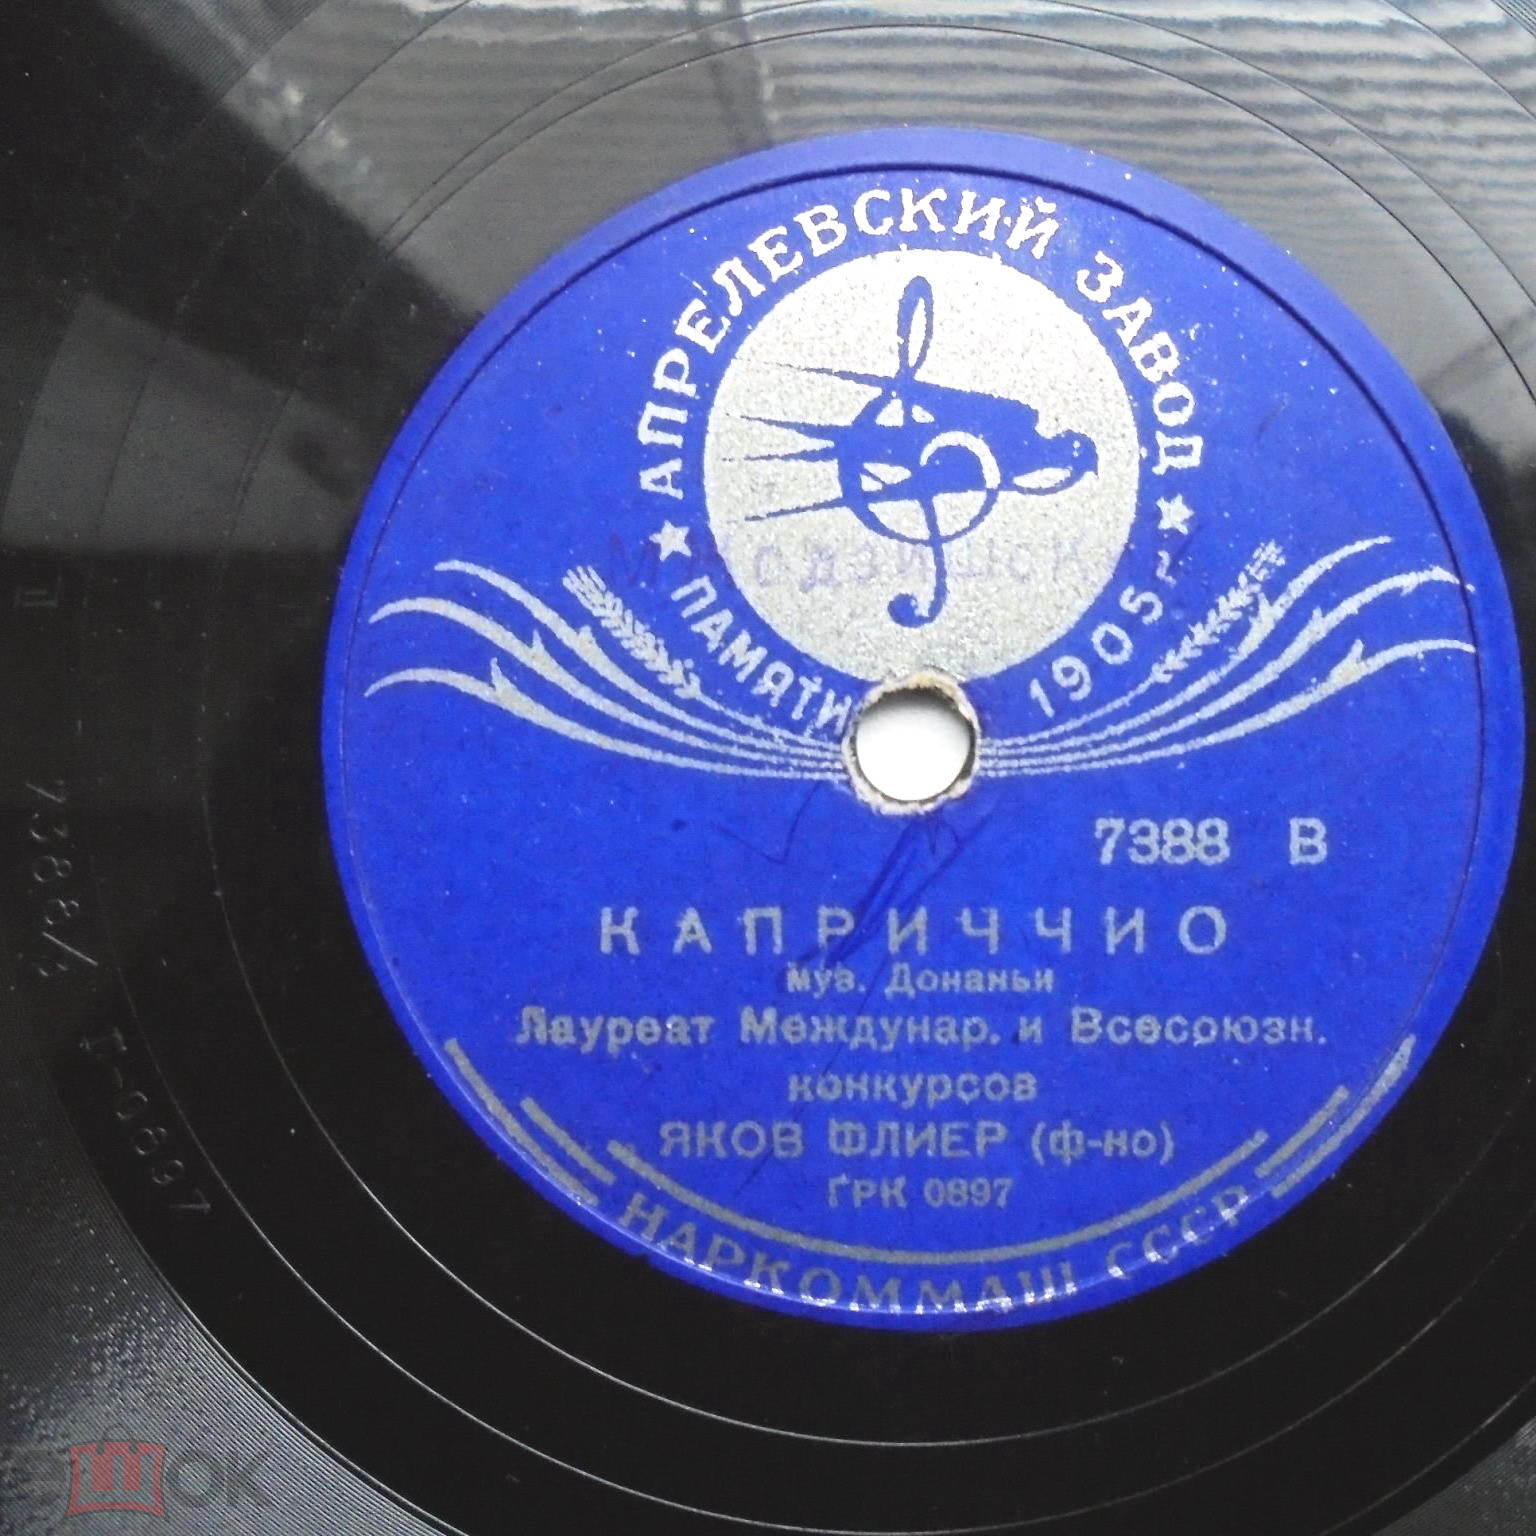 АПРЕЛЕВСКИЙ ЗАВОД
ПАМЯТИ 1905
7388 В
КАПРИЧЧИО
муз. Донаньи
Лауреат Междунар. и Всесоюзн.
конкурсов
ЯКОВ ФЛИЕР (ф-но)
ГРК 0897
НАРКОММАШ СССР
7388/3
Г-0897